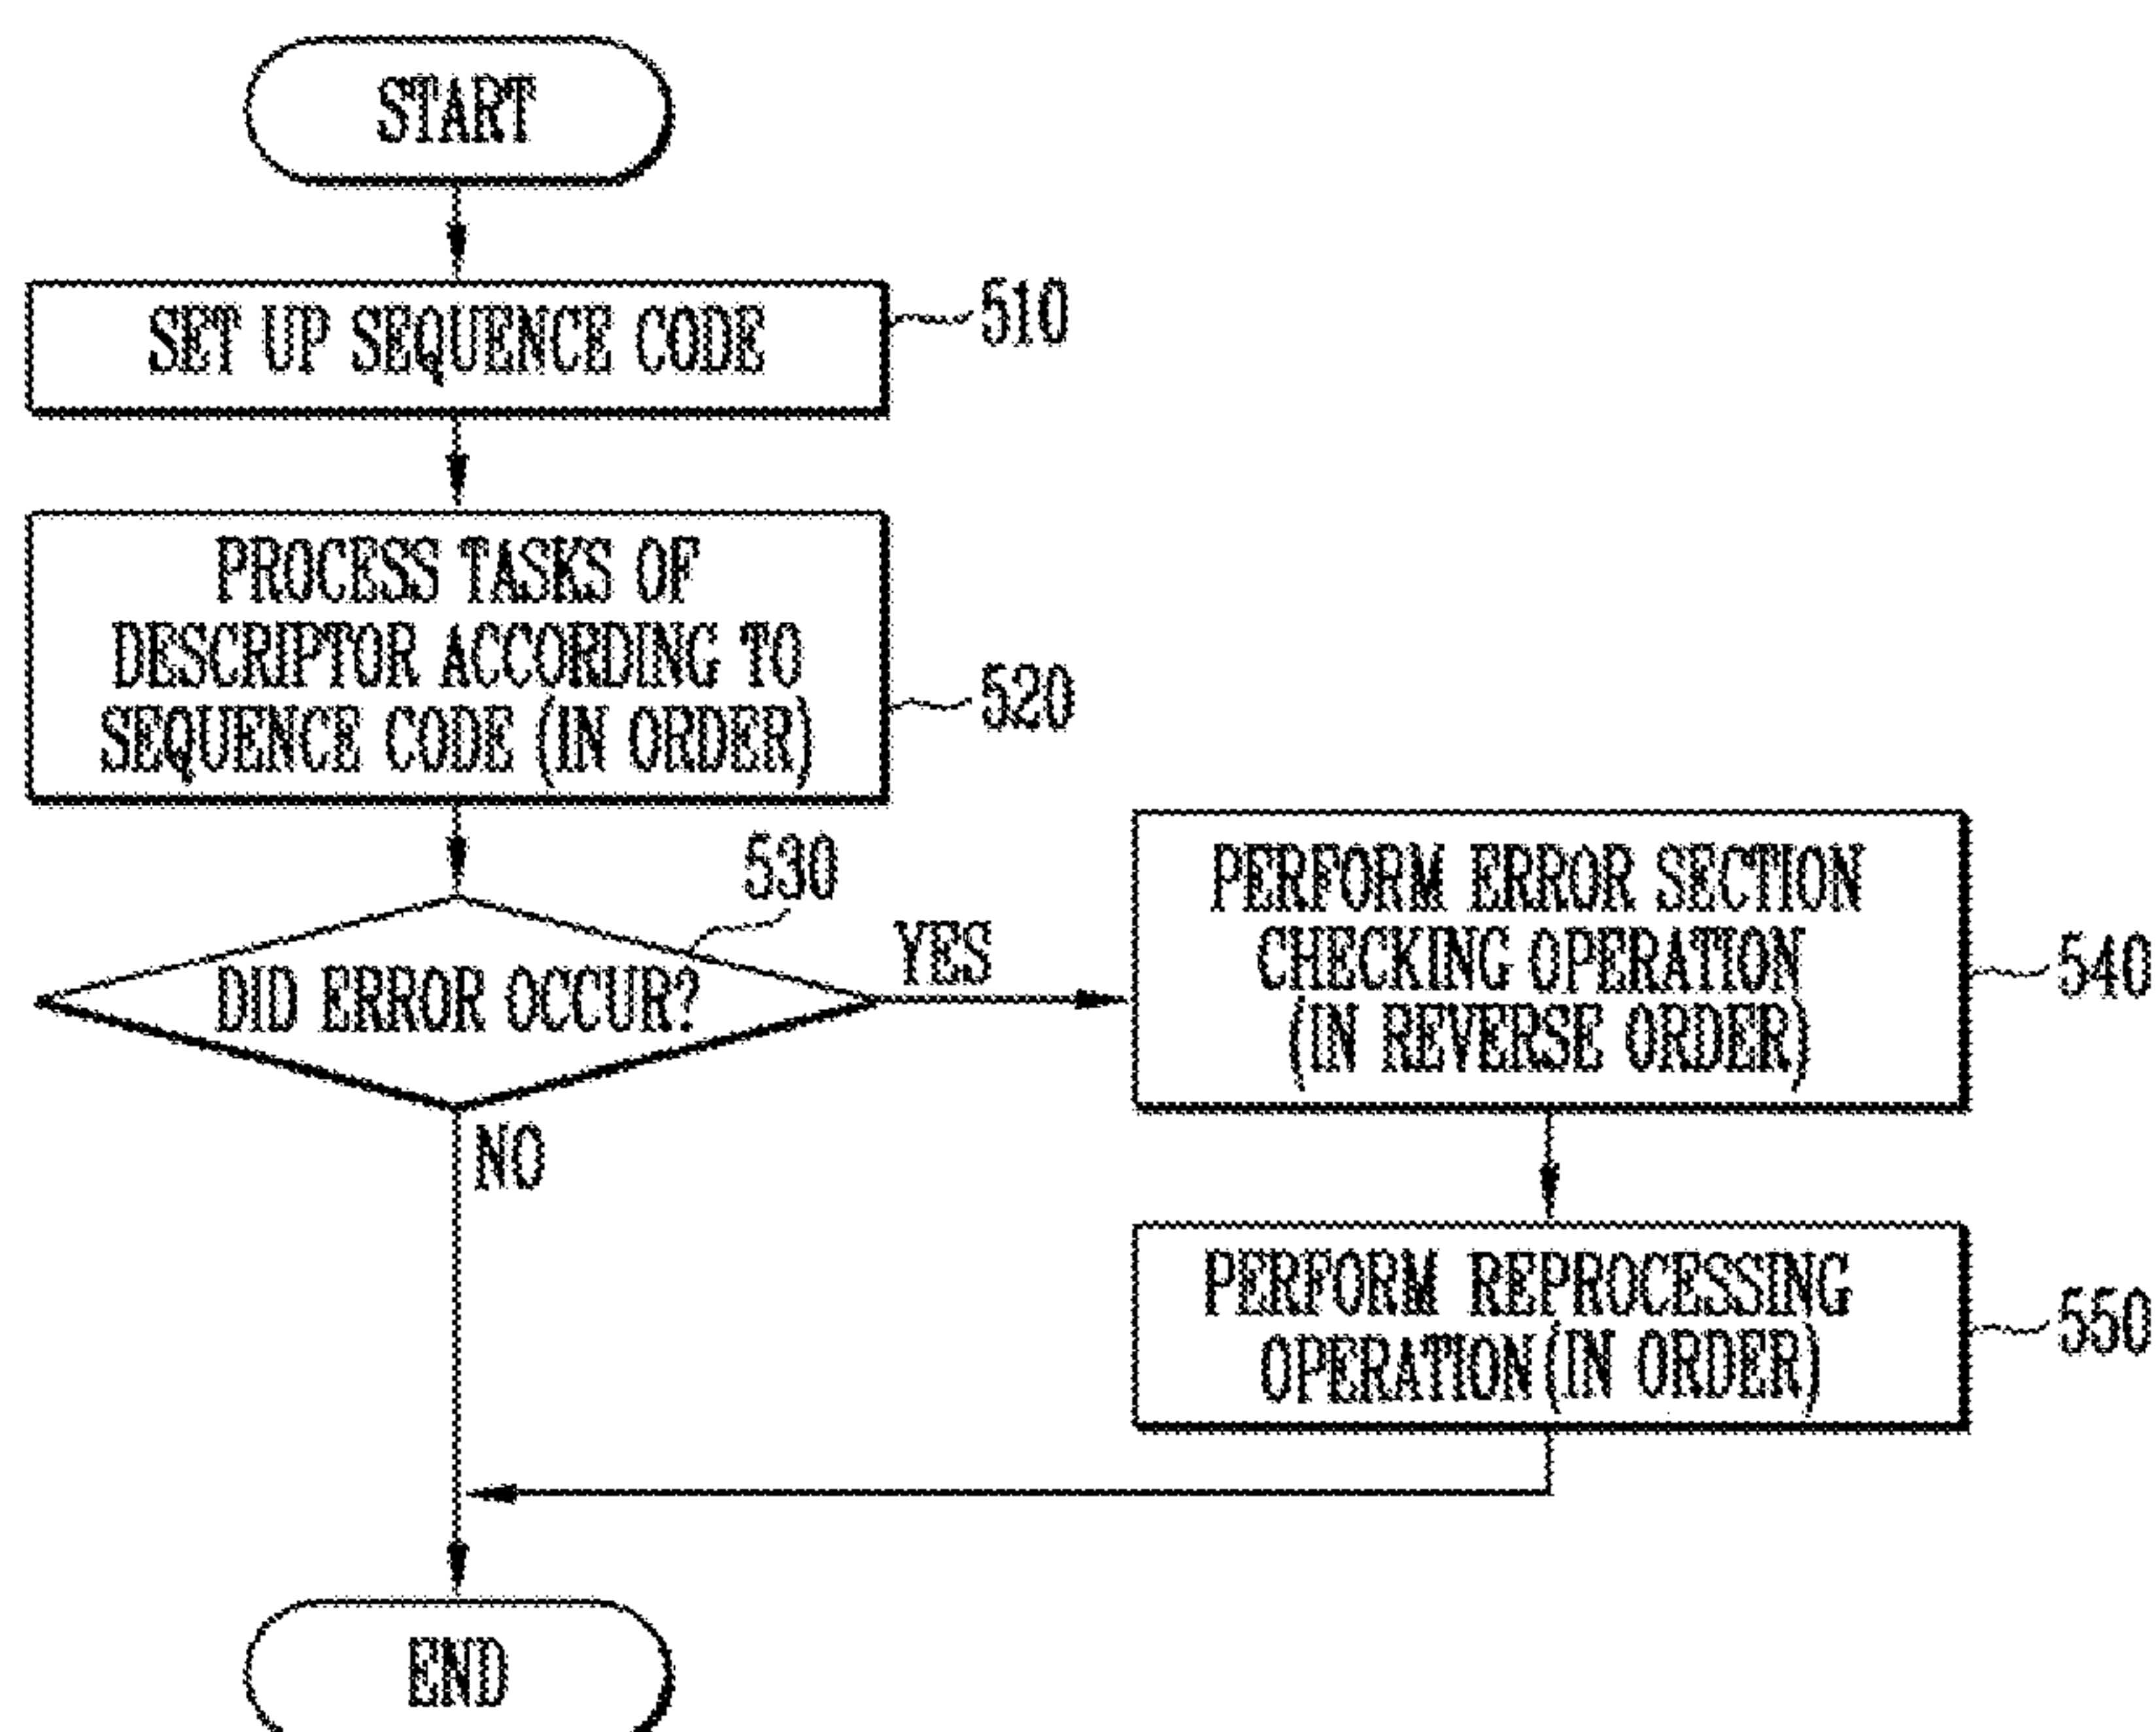 START
SET UP SEQUENCE CODE
510
PROCESS TASKS OF
DESCRIPTOR ACCORDING TO
SEQUENCE CODE (IN ORDER)
520
530
DID ERROR OCCUR?
YES
NO
PERFORM ERROR SECTION
CHECKING OPERATION
(IN REVERSE ORDER)
540
PERFORM REPROCESSING
OPERATION (IN ORDER)
550
END